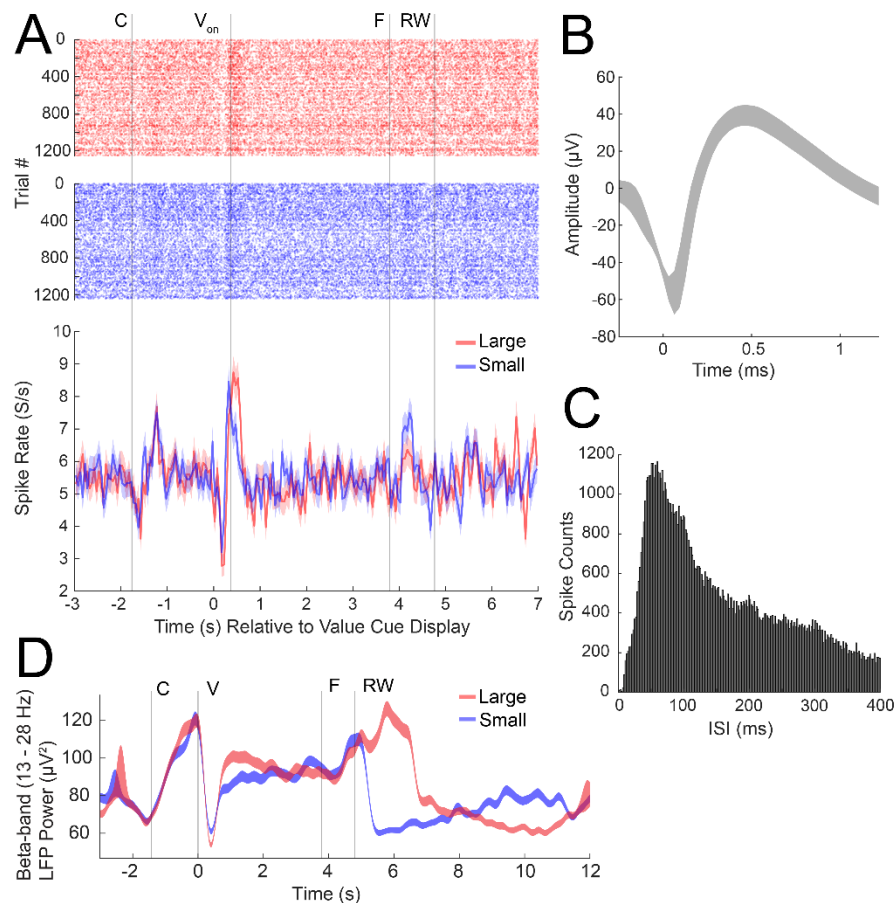 A
C
V on
F
RW
0
400
800
1200
0
400
800
1200
Trial #
10
9
8
7
6
5
4
3
2
Spike Rate (S/s)
Large
Small
-3 -2 -1 0 1 2 3 4 5 6 7
Time (s) Relative to Value Cue Display
B
60
40
20
0
-20
-40
-60
-80
Amplitude (µV)
0 0.5 1
Time (ms)
C
1200
1000
800
600
400
200
0
Spike Counts
0 100 200 300 400
ISI (ms)
D
C
V
F
RW
Large
Small
120
100
80
60
Beta-band (13 - 28 Hz)
LFP Power (µV²)
-2 0 2 4 6 8 10 12
Time (s)